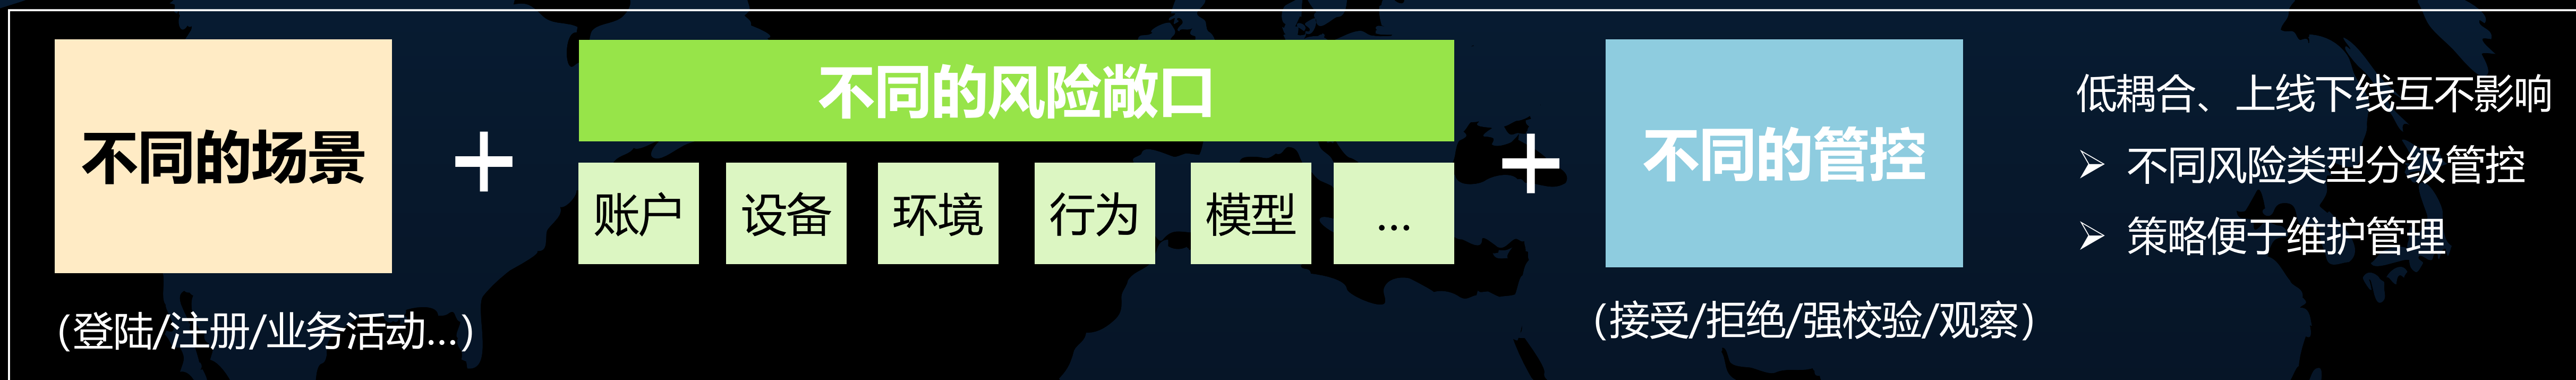 不同的场景
(登陆/注册/业务活动...)
+
不同的风险敞口
账户 设备 环境 行为 模型 ...
+
不同的管控
(接受/拒绝/强校验/观察)
低耦合、上线下线互不影响
➢ 不同风险类型分级管控
➢ 策略便于维护管理